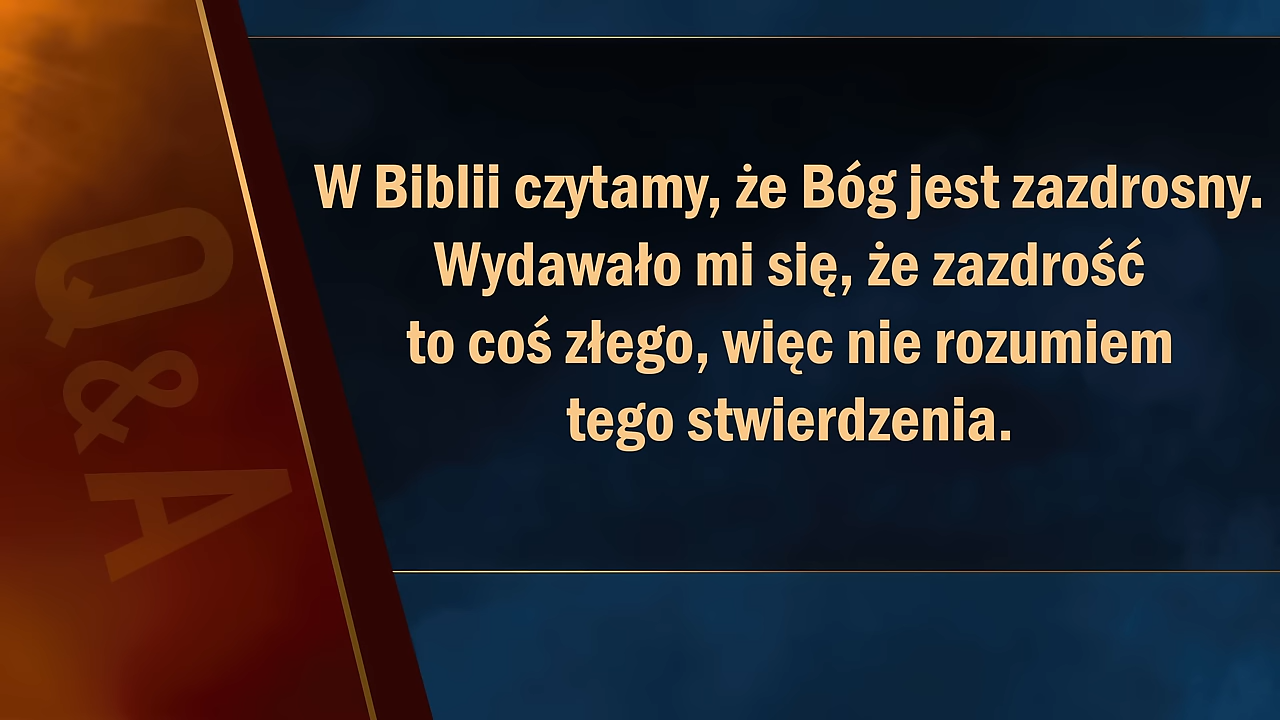 W Biblii czytamy, że Bóg jest zazdrosny.
Wydawało mi się, że zazdrość
to coś złego, więc nie rozumiem
tego stwierdzenia.
Q & A